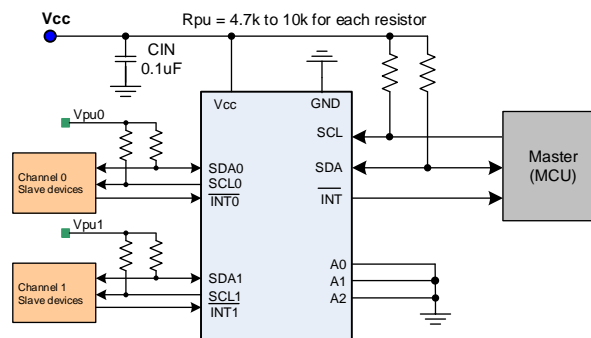 Vcc
Rpu = 4.7k to 10k for each resistor
CIN
0.1uF
Vcc
GND
Vpu0
SCL
Master
(MCU)
Channel 0
Slave devices
SDA0
SCL0
INT0
SDA
INT
Vpu1
Channel 1
Slave devices
SDA1
SCL1
INT1
A0
A1
A2